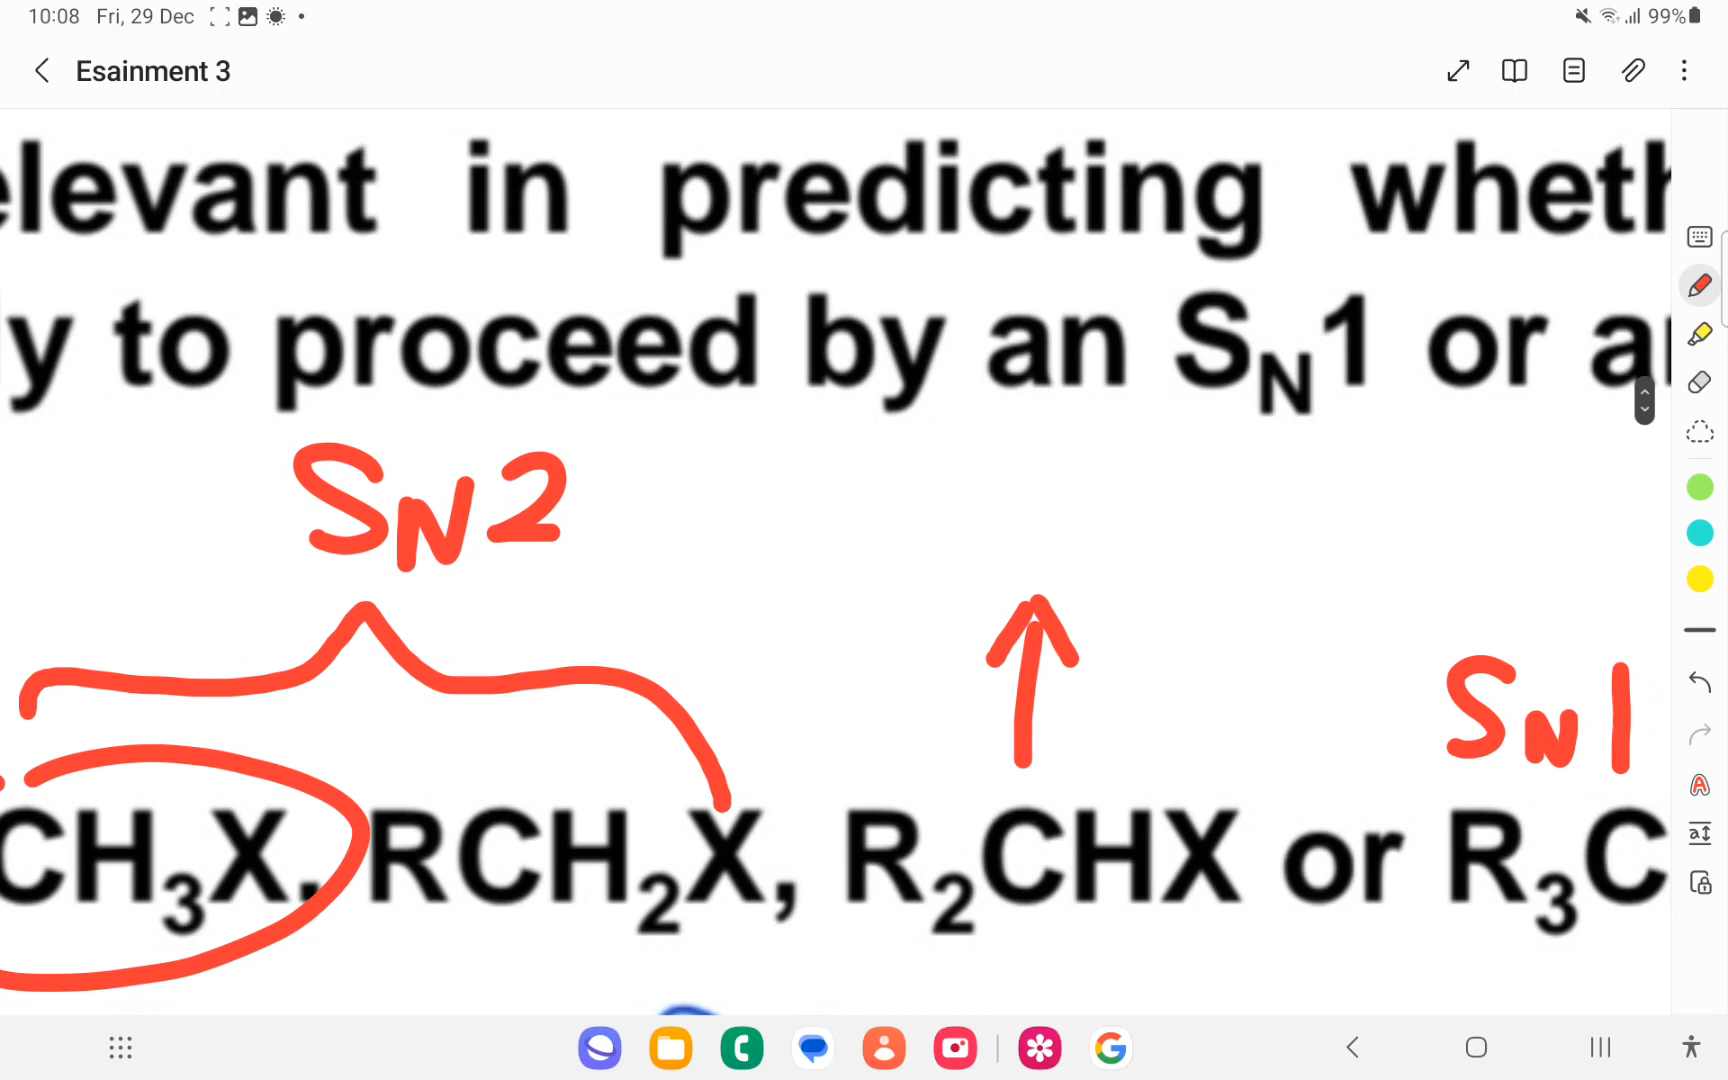 10:08 Fri, 29 Dec 99%
Esainment 3
elevant in predicting wheth
y to proceed by an SN1 or an
SN2
SN1
CH3X, RCH2X, R2CHX or R3C